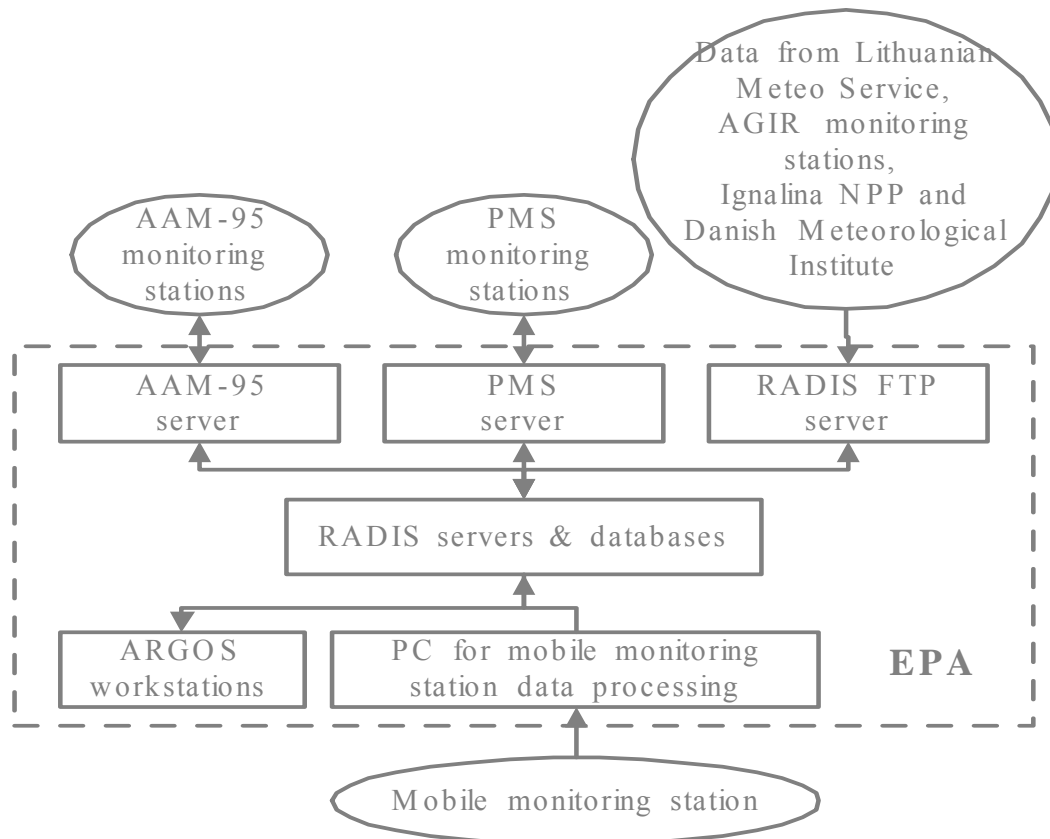 Data from Lithuanian
Meteo Service,
AGIR monitoring
stations,
Ignalina NPP and
Danish Meteorological
Institute
AAM-95
monitoring
stations
PMS
monitoring
stations
AAM-95
server
PMS
server
RADIS FTP
server
RADIS servers & databases
ARGOS
workstations
PC for mobile monitoring
station data processing
EPA
Mobile monitoring station